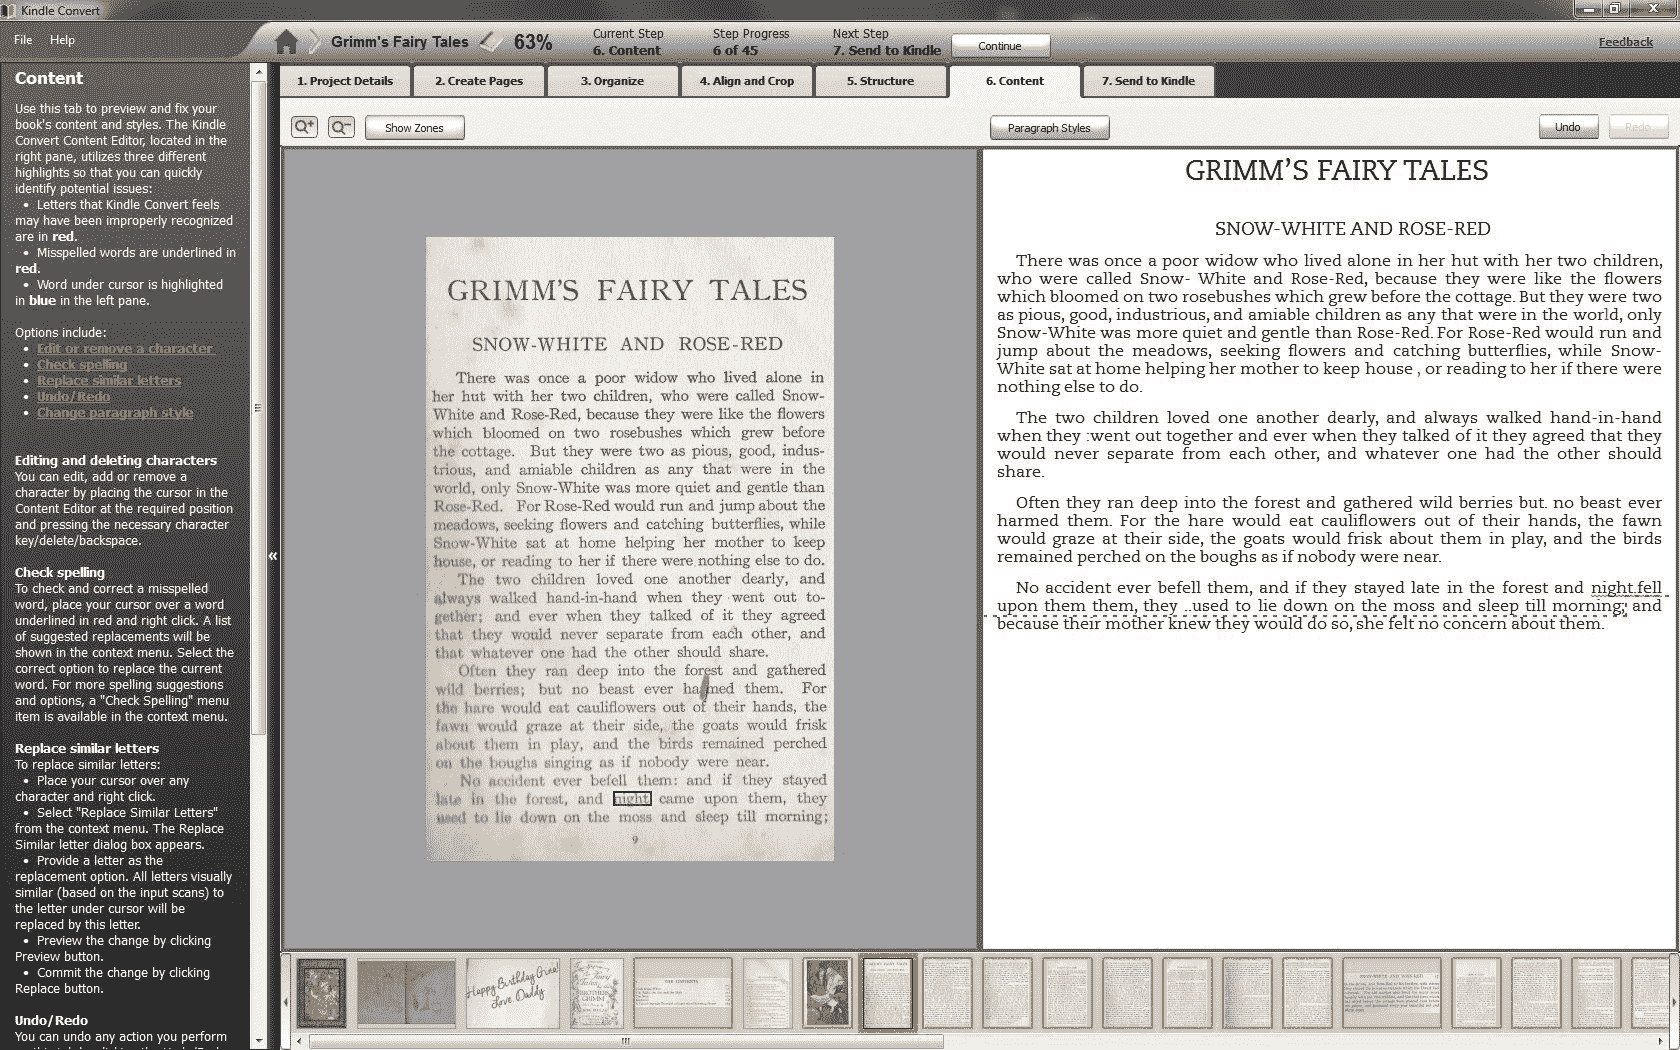 Kindle Convert
File Help
Grimm's Fairy Tales 63%
Current Step
6. Content
Step Progress
6 of 45
Next Step
7. Send to Kindle
Continue
Feedback
1. Project Details 2. Create Pages 3. Organize 4. Align and Crop 5. Structure 6. Content 7. Send to Kindle
Show Zones
Paragraph Styles
Undo Redo
Content
Use this tab to preview and fix your
book's content and styles. The Kindle
Convert Content Editor, located in the
right pane, utilizes three different
highlights so that you can quickly
identify potential issues:
• Letters that Kindle Convert feels
may have been improperly recognized
are in red.
• Misspelled words are underlined in
red.
• Word under cursor is highlighted
in blue in the left pane.
Options include:
• Edit or remove a character
• Check spelling
• Replace similar letters
• Undo/Redo
• Change paragraph style
Editing and deleting characters
You can edit, add or remove a
character by placing the cursor in the
Content Editor at the required position
and pressing the necessary character
key/delete/backspace.
Check spelling
To check and correct a misspelled
word, place your cursor over a word
underlined in red and right click. A list
of suggested replacements will be
shown in the context menu. Select the
correct option to replace the current
word. For more spelling suggestions
and options, a "Check Spelling" menu
item is available in the context menu.
Replace similar letters
To replace similar letters:
• Place your cursor over any
character and right click.
• Select "Replace Similar Letters"
from the context menu. The Replace
Similar letter dialog box appears.
• Provide a letter as the
replacement option. All letters visually
similar (based on the input scans) to
the letter under cursor will be
replaced by this letter.
• Preview the change by clicking
Preview button.
• Commit the change by clicking
Replace button.
Undo/Redo
You can undo any action you perform
GRIMM'S FAIRY TALES
SNOW-WHITE AND ROSE-RED
There was once a poor widow who lived alone in
her hut with her two children, who were called Snow-
White and Rose-Red, because they were like the flowers
which bloomed on two rosebushes which grew before
the cottage. But they were two as pious, good, indus-
trious, and amiable children as any that were in the
world, only Snow-White was more quiet and gentle than
Rose-Red. For Rose-Red would run and jump about the
meadows, seeking flowers and catching butterflies, while
Snow-White sat at home helping her mother to keep
house, or reading to her if there were nothing else to do.
The two children loved one another dearly, and
always walked hand-in-hand when they went out to-
gether; and ever when they talked of it they agreed
that they would never separate from each other, and
that whatever one had the other should share.
Often they ran deep into the forest and gathered
wild berries; but no beast ever harmed them. For
the hare would eat cauliflowers out of their hands, the
fawn would graze at their side, the goats would frisk
about them in play, and the birds remained perched
on the boughs singing as if nobody were near.
No accident ever befell them: and if they stayed
late in the forest, and night came upon them, they
used to lie down on the moss and sleep till morning;
9
GRIMM'S FAIRY TALES
SNOW-WHITE AND ROSE-RED
There was once a poor widow who lived alone in her hut with her two children,
who were called Snow- White and Rose-Red, because they were like the flowers
which bloomed on two rosebushes which grew before the cottage. But they were two
as pious, good, industrious, and amiable children as any that were in the world, only
Snow-White was more quiet and gentle than Rose-Red. For Rose-Red would run and
jump about the meadows, seeking flowers and catching butterflies, while Snow-
White sat at home helping her mother to keep house , or reading to her if there were
nothing else to do.
The two children loved one another dearly, and always walked hand-in-hand
when they :went out together and ever when they talked of it they agreed that they
would never separate from each other, and whatever one had the other should
share.
Often they ran deep into the forest and gathered wild berries but. no beast ever
harmed them. For the hare would eat cauliflowers out of their hands, the fawn
would graze at their side, the goats would frisk about them in play, and the birds
remained perched on the boughs as if nobody were near.
No accident ever befell them, and if they stayed late in the forest and night.fell
upon them them, they ..used to lie down on the moss and sleep till morning; and
because their mother knew they would do so, she felt no concern about them.
Happy Birthday Gina!
Love, Daddy
Fairy
Tales
BROTHERS
GRIMM
THE CONTENTS
GRIMM'S FAIRY TALES
SNOW-WHITE AND ROSE-RED